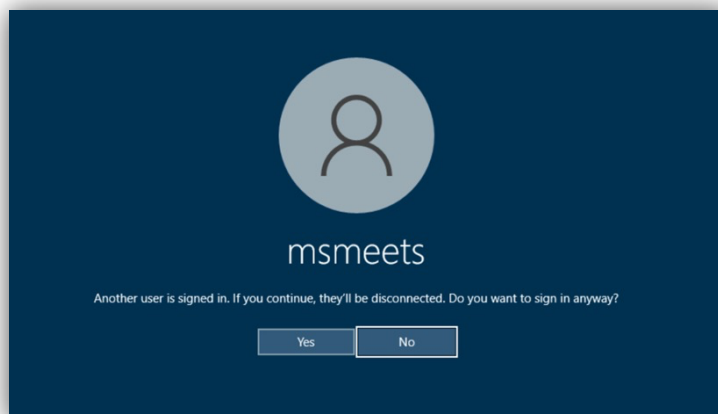 msmeets
Another user is signed in. If you continue, they'll be disconnected. Do you want to sign in anyway?
Yes
No